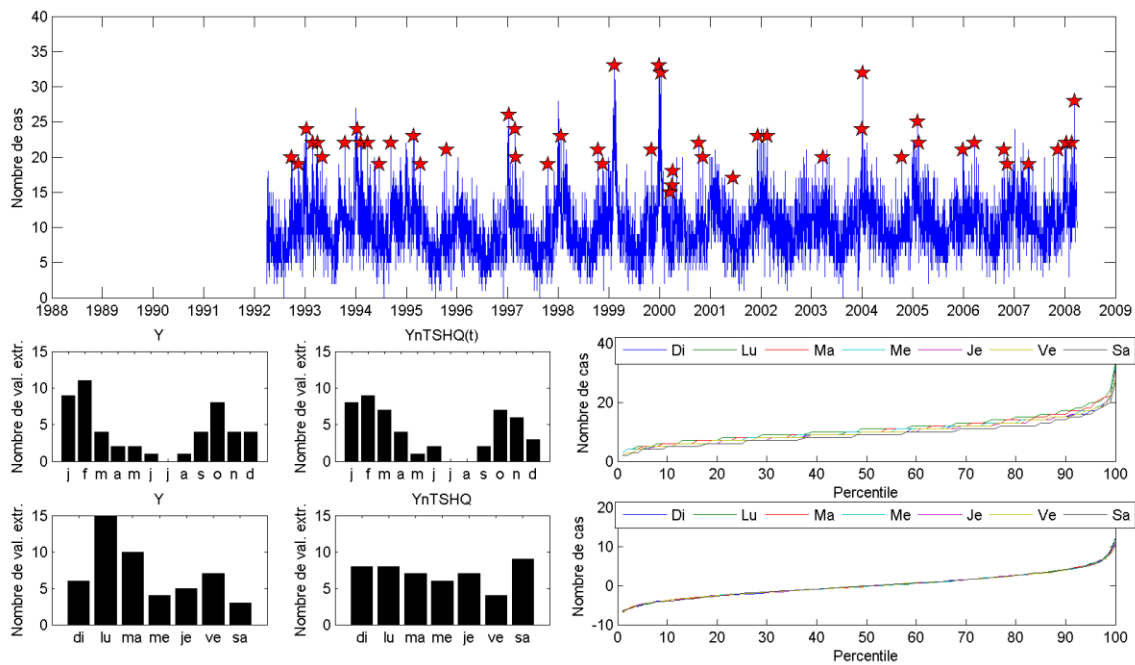 Nombre de cas
40
35
30
25
20
15
10
5
0
1988 1989 1990 1991 1992 1993 1994 1995 1996 1997 1998 1999 2000 2001 2002 2003 2004 2005 2006 2007 2008 2009
Y
Nombre de val. extr.
15
10
5
0
j f m a m j j a s o n d
YnTSHQ(t)
Nombre de val. extr.
15
10
5
0
j f m a m j j a s o n d
Nombre de cas
40
20
0
Di Lu Ma Me Je Ve Sa
0 10 20 30 40 50 60 70 80 90 100
Percentile
Y
Nombre de val. extr.
15
10
5
0
di lu ma me je ve sa
YnTSHQ
Nombre de val. extr.
15
10
5
0
di lu ma me je ve sa
Nombre de cas
20
10
0
-10
Di Lu Ma Me Je Ve Sa
0 10 20 30 40 50 60 70 80 90 100
Percentile